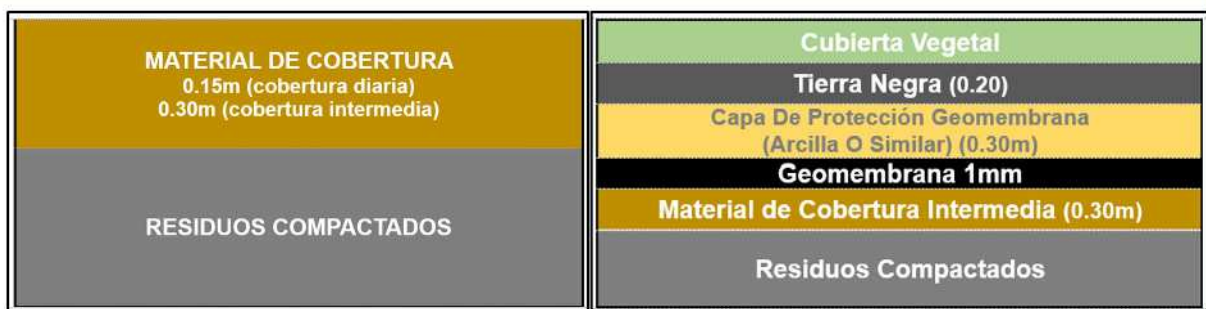 MATERIAL DE COBERTURA
0.15m (cobertura diaria)
0.30m (cobertura intermedia)
RESIDUOS COMPACTADOS
Cubierta Vegetal
Tierra Negra (0.20)
Capa De Protección Geomembrana
(Arcilla O Similar) (0.30m)
Geomembrana 1mm
Material de Cobertura Intermedia (0.30m)
Residuos Compactados